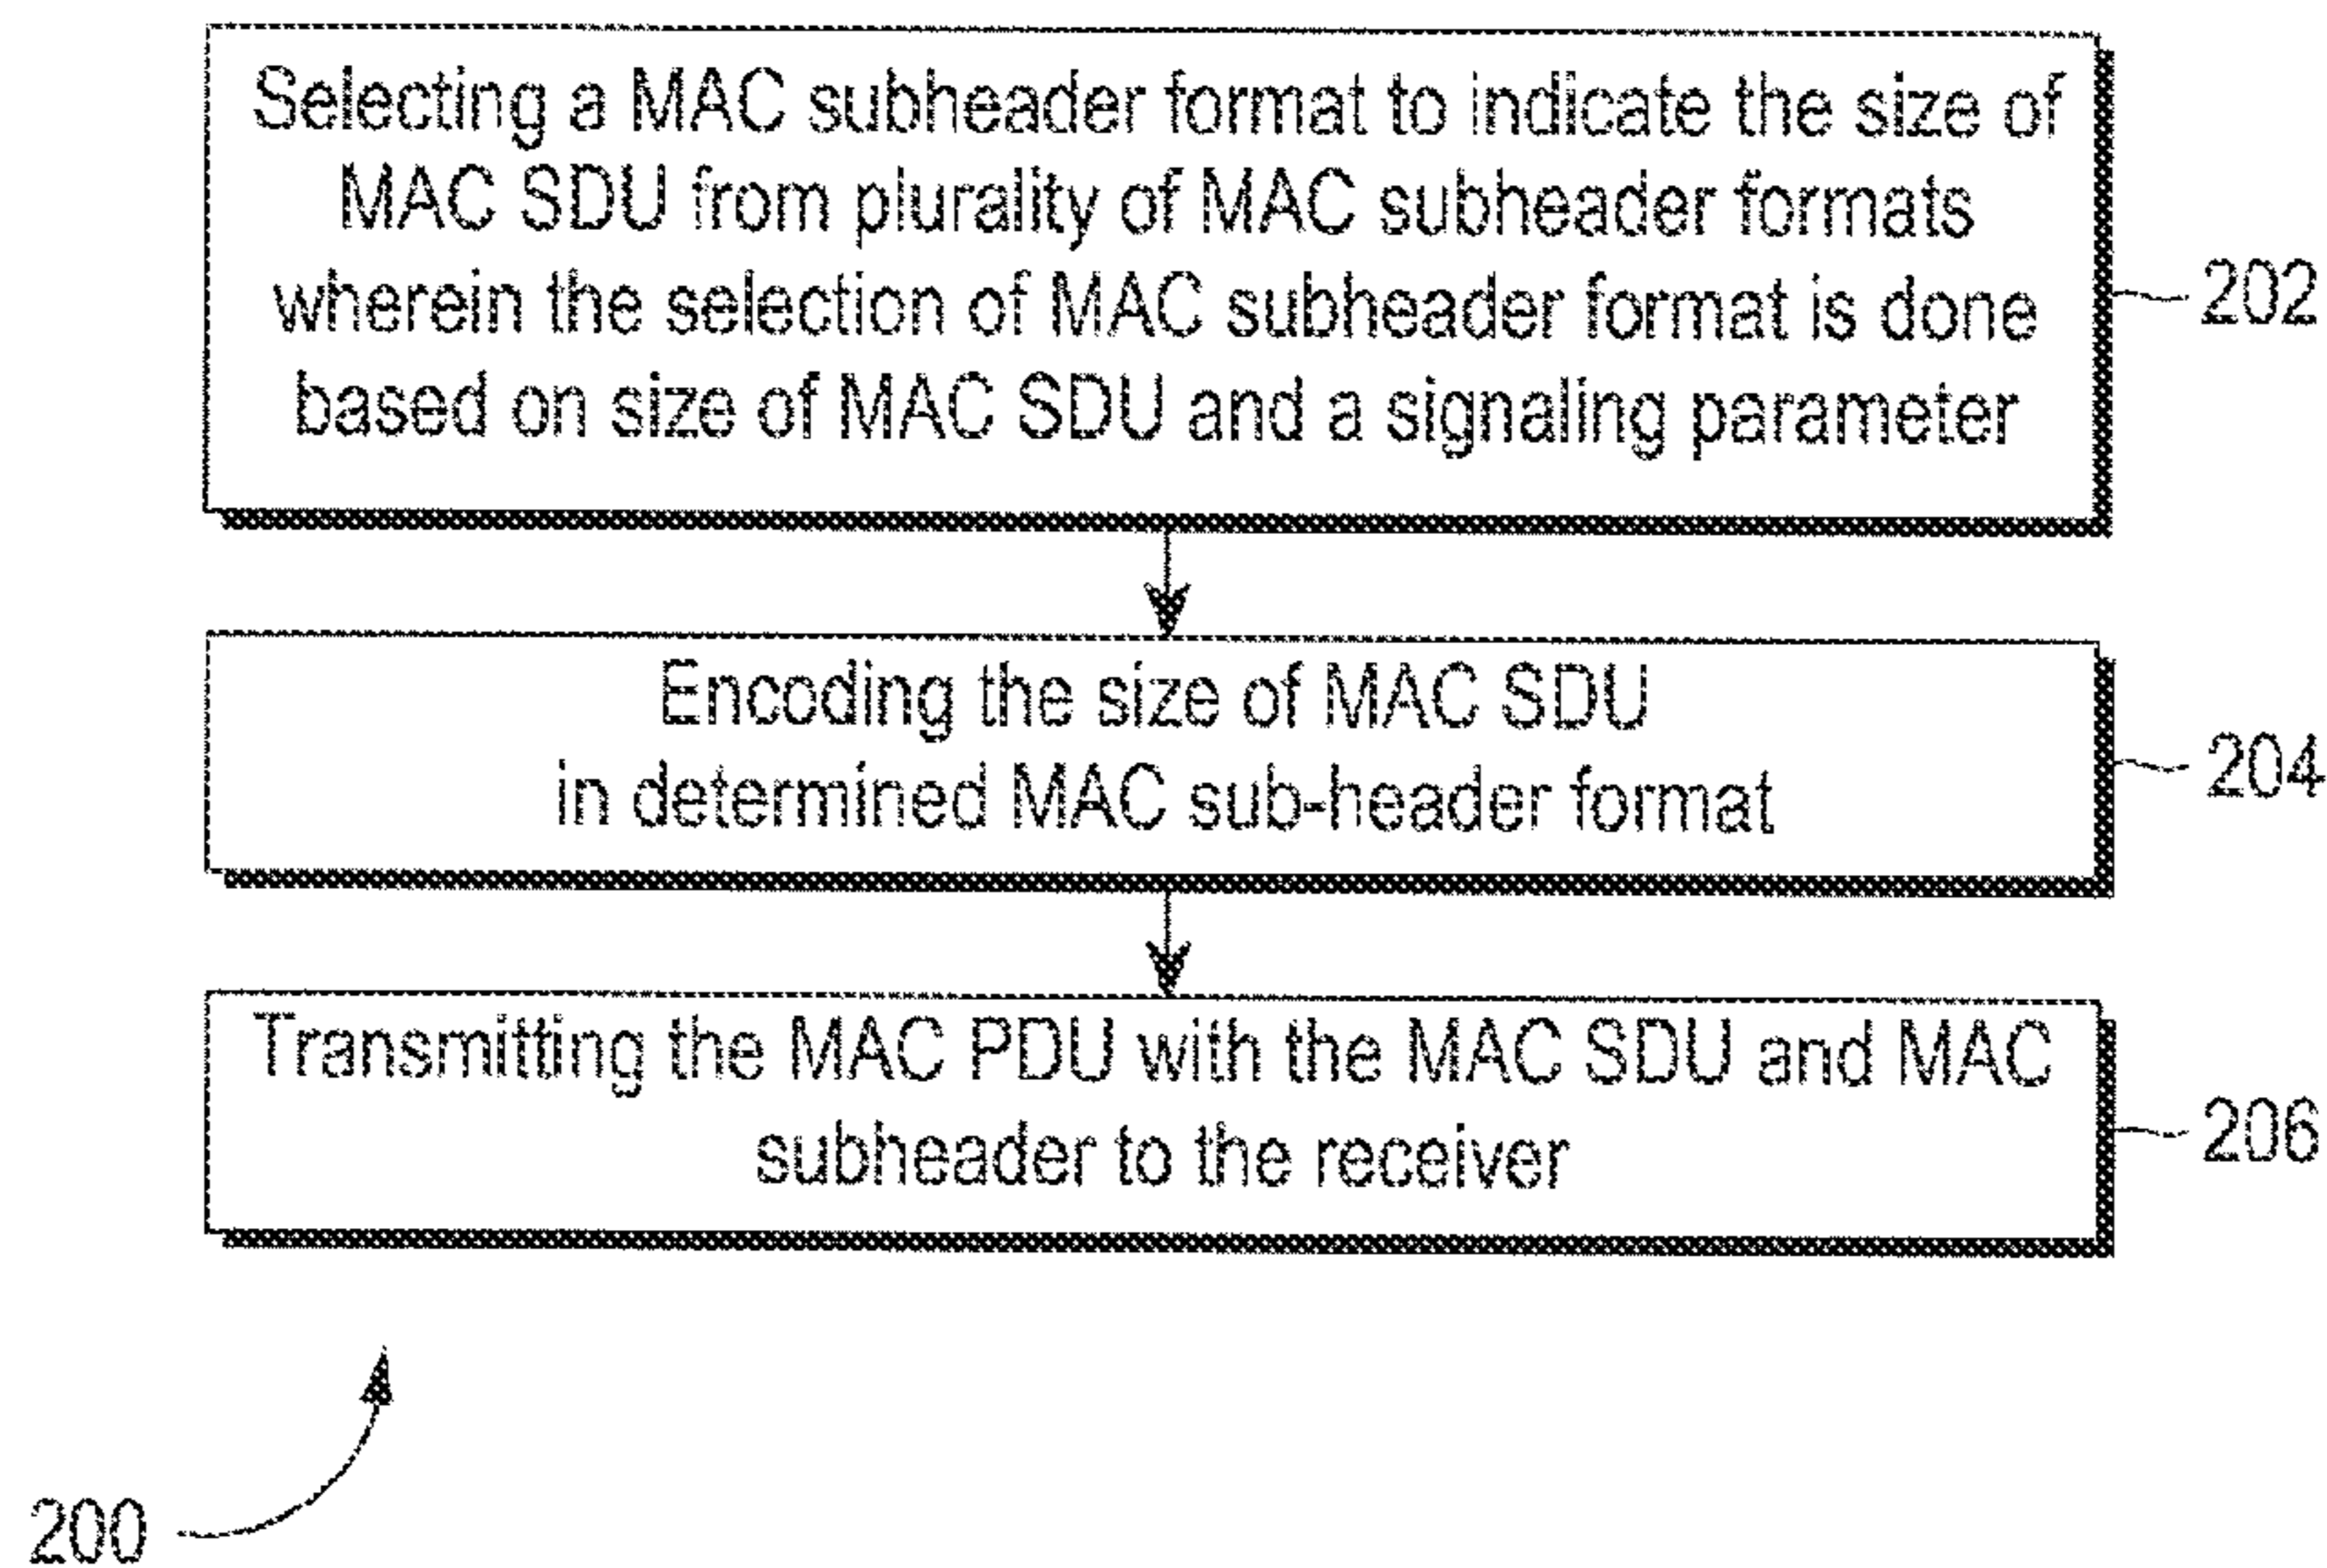 Selecting a MAC subheader format to indicate the size of
MAC SDU from plurality of MAC subheader formats
wherein the selection of MAC subheader format is done
based on size of MAC SDU and a signaling parameter
202
Encoding the size of MAC SDU
in determined MAC sub-header format
204
Transmitting the MAC PDU with the MAC SDU and MAC
subheader to the receiver
206
200